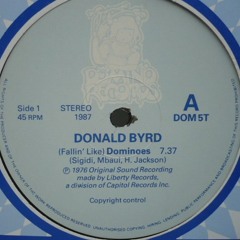 Side 1
45 RPM
STEREO
1987
A
DOM 5T
DONALD BYRD
(Fallin' Like) Dominoes 7.37
(Sigidi, Mbaui, H. Jackson)
℗ 1976 Original Sound Recording
made by Liberty Records,
a division of Capitol Records Inc.
Copyright control